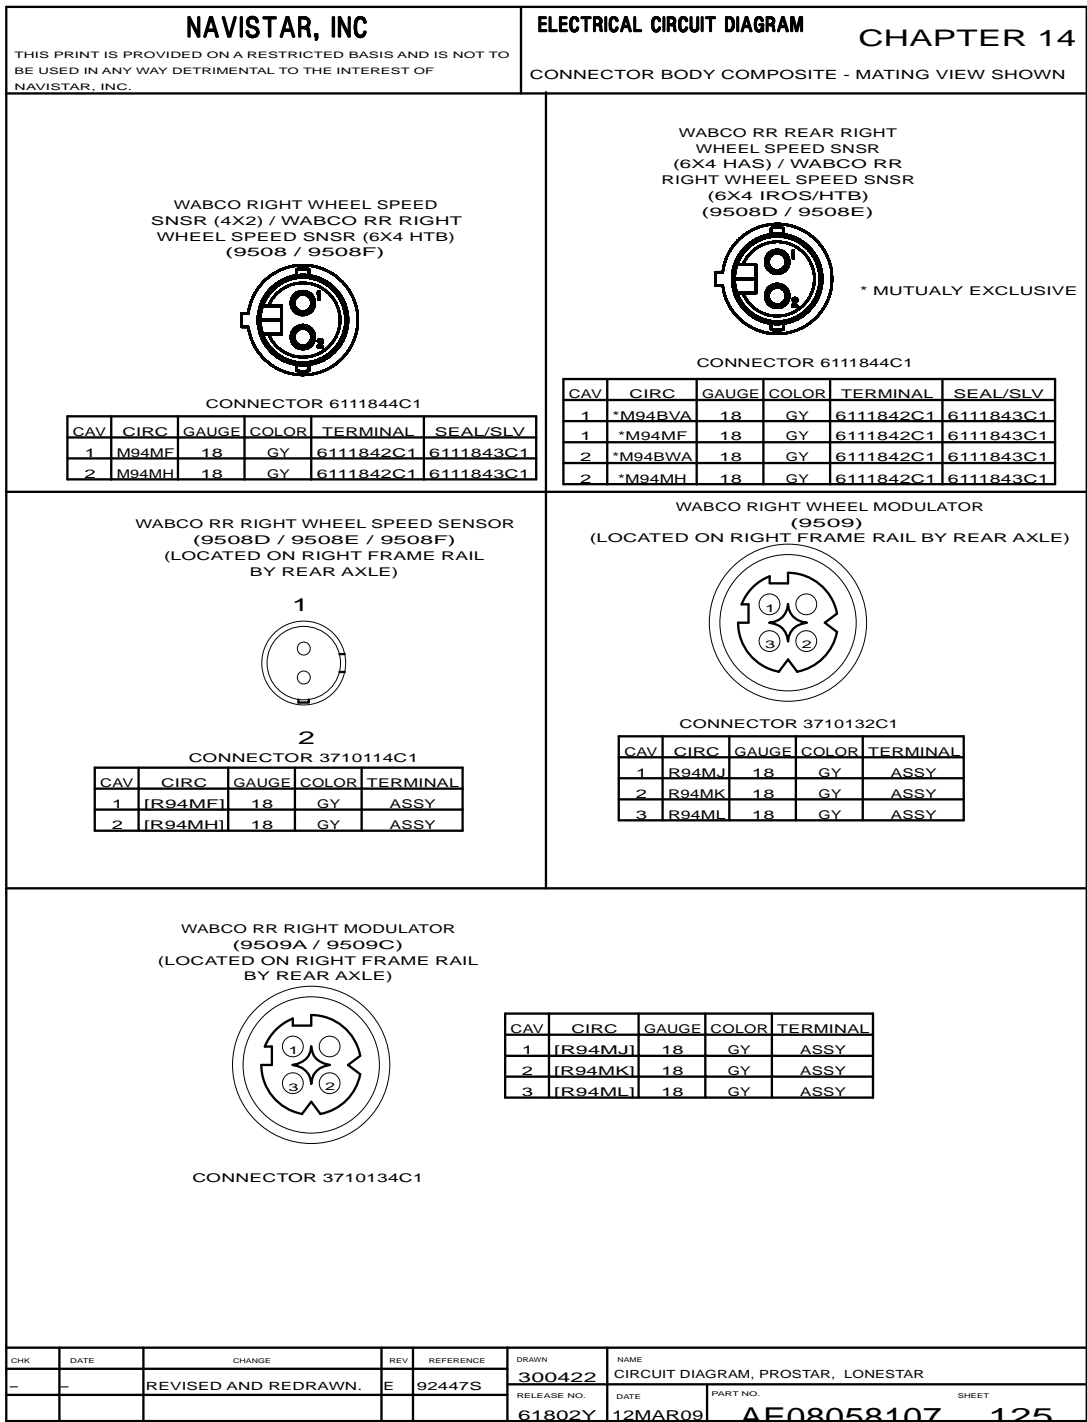 NAVISTAR, INC
THIS PRINT IS PROVIDED ON A RESTRICTED BASIS AND IS NOT TO
BE USED IN ANY WAY DETRIMENTAL TO THE INTEREST OF
NAVISTAR, INC.
ELECTRICAL CIRCUIT DIAGRAM
CHAPTER 14
CONNECTOR BODY COMPOSITE - MATING VIEW SHOWN
WABCO RIGHT WHEEL SPEED
SNSR (4X2) / WABCO RR RIGHT
WHEEL SPEED SNSR (6X4 HTB)
(9508 / 9508F)
1
2
CONNECTOR 6111844C1
CAV CIRC GAUGE COLOR TERMINAL SEAL/SLV
1 M94MF 18 GY 6111842C1 6111843C1
2 M94MH 18 GY 6111842C1 6111843C1
WABCO RR REAR RIGHT
WHEEL SPEED SNSR
(6X4 HAS) / WABCO RR
RIGHT WHEEL SPEED SNSR
(6X4 IROS/HTB)
(9508D / 9508E)
1
2
* MUTUALY EXCLUSIVE
CONNECTOR 6111844C1
CAV CIRC GAUGE COLOR TERMINAL SEAL/SLV
1 *M94BVA 18 GY 6111842C1 6111843C1
1 *M94MF 18 GY 6111842C1 6111843C1
2 *M94BWA 18 GY 6111842C1 6111843C1
2 *M94MH 18 GY 6111842C1 6111843C1
WABCO RR RIGHT WHEEL SPEED SENSOR
(9508D / 9508E / 9508F)
(LOCATED ON RIGHT FRAME RAIL
BY REAR AXLE)
1
2
CONNECTOR 3710114C1
CAV CIRC GAUGE COLOR TERMINAL
1 [R94MF] 18 GY ASSY
2 [R94MH] 18 GY ASSY
WABCO RIGHT WHEEL MODULATOR
(9509)
(LOCATED ON RIGHT FRAME RAIL BY REAR AXLE)
1
3 2
CONNECTOR 3710132C1
CAV CIRC GAUGE COLOR TERMINAL
1 R94MJ 18 GY ASSY
2 R94MK 18 GY ASSY
3 R94ML 18 GY ASSY
WABCO RR RIGHT MODULATOR
(9509A / 9509C)
(LOCATED ON RIGHT FRAME RAIL
BY REAR AXLE)
1
3 2
CONNECTOR 3710134C1
CAV CIRC GAUGE COLOR TERMINAL
1 [R94MJ] 18 GY ASSY
2 [R94MK] 18 GY ASSY
3 [R94ML] 18 GY ASSY
CHK DATE CHANGE REV REFERENCE
– – REVISED AND REDRAWN. E 92447S
DRAWN
300422
NAME
CIRCUIT DIAGRAM, PROSTAR, LONESTAR
RELEASE NO.
61802Y
DATE
12MAR09
PART NO.
AE08058107
SHEET
125